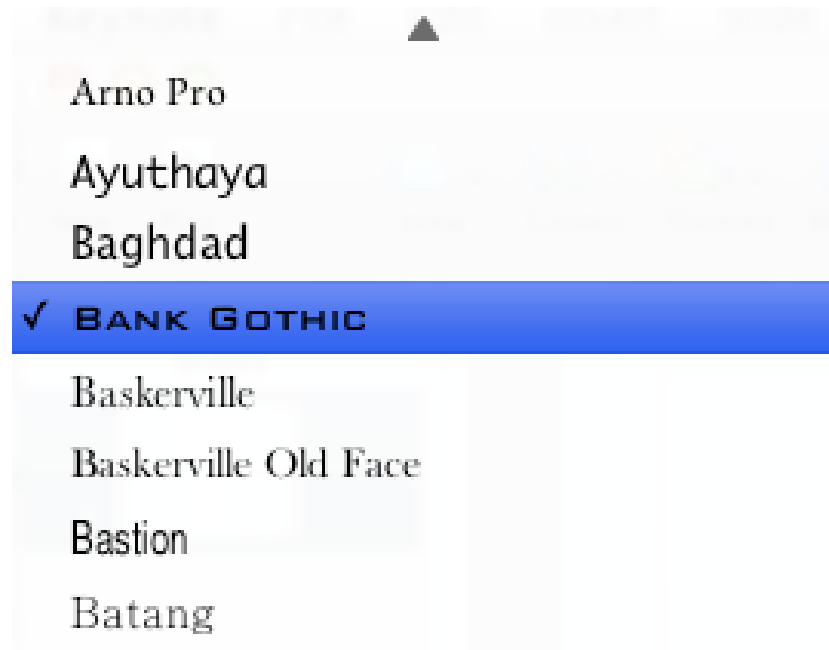 Arno Pro
Ayuthaya
Baghdad
✓ BANK GOTHIC
Baskerville
Baskerville Old Face
Bastion
Batang